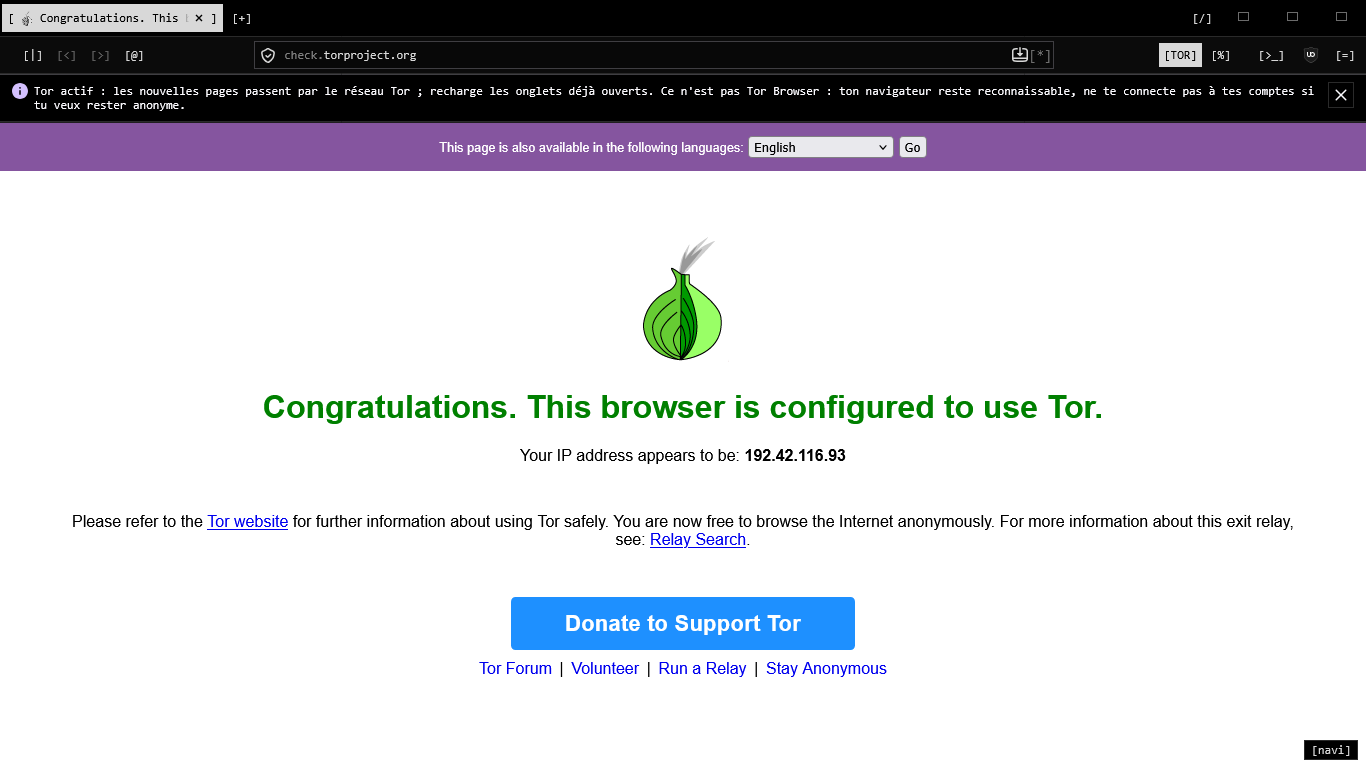 [ Congratulations. This × ] [+] [/]
[|] [<] [>] [@] check.torproject.org [*] [TOR] [%] [>_] [=]
Tor actif : les nouvelles pages passent par le réseau Tor ; recharge les onglets déjà ouverts. Ce n'est pas Tor Browser : ton navigateur reste reconnaissable, ne te connecte pas à tes comptes si
tu veux rester anonyme.
This page is also available in the following languages: English Go
Congratulations. This browser is configured to use Tor.
Your IP address appears to be: 192.42.116.93
Please refer to the Tor website for further information about using Tor safely. You are now free to browse the Internet anonymously. For more information about this exit relay,
see: Relay Search.
Donate to Support Tor
Tor Forum | Volunteer | Run a Relay | Stay Anonymous
[navi]